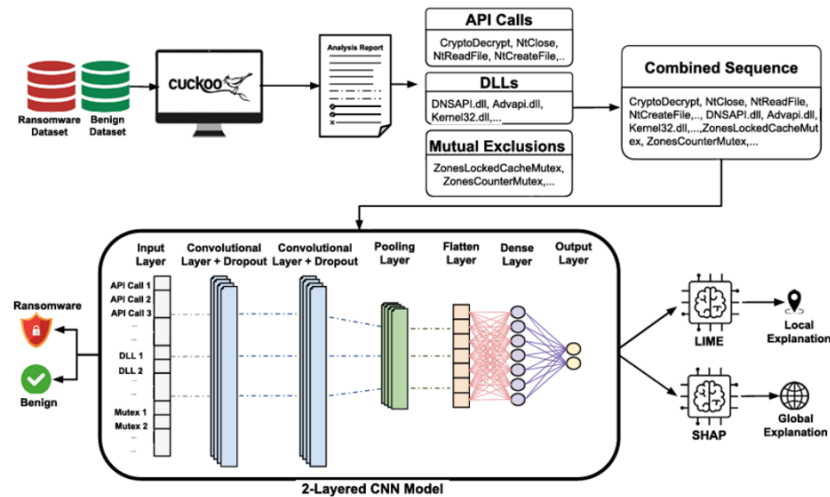 Ransomware
Dataset
Benign
Dataset
cuckoo
Analysis Report
API Calls
CryptoDecrypt, NtClose,
NtReadFile, NtCreateFile,..
DLLs
DNSAPI.dll, Advapi.dll,
Kernel32.dll,...
Mutual Exclusions
ZonesLockedCacheMutex,
ZonesCounterMutex,...
Combined Sequence
CryptoDecrypt, NtClose, NtReadFile,
NtCreateFile,.., DNSAPI.dll, Advapi.dll,
Kernel32.dll,...,ZonesLockedCacheMut
ex, ZonesCounterMutex,...
Input
Layer
Convolutional
Layer + Dropout
Convolutional
Layer + Dropout
Pooling
Layer
Flatten
Layer
Dense
Layer
Output
Layer
API Call 1
API Call 2
API Call 3
...
...
DLL 1
DLL 2
...
...
Mutex 1
Mutex 2
...
...
Ransomware
Benign
LIME
Local
Explanation
SHAP
Global
Explanation
2-Layered CNN Model